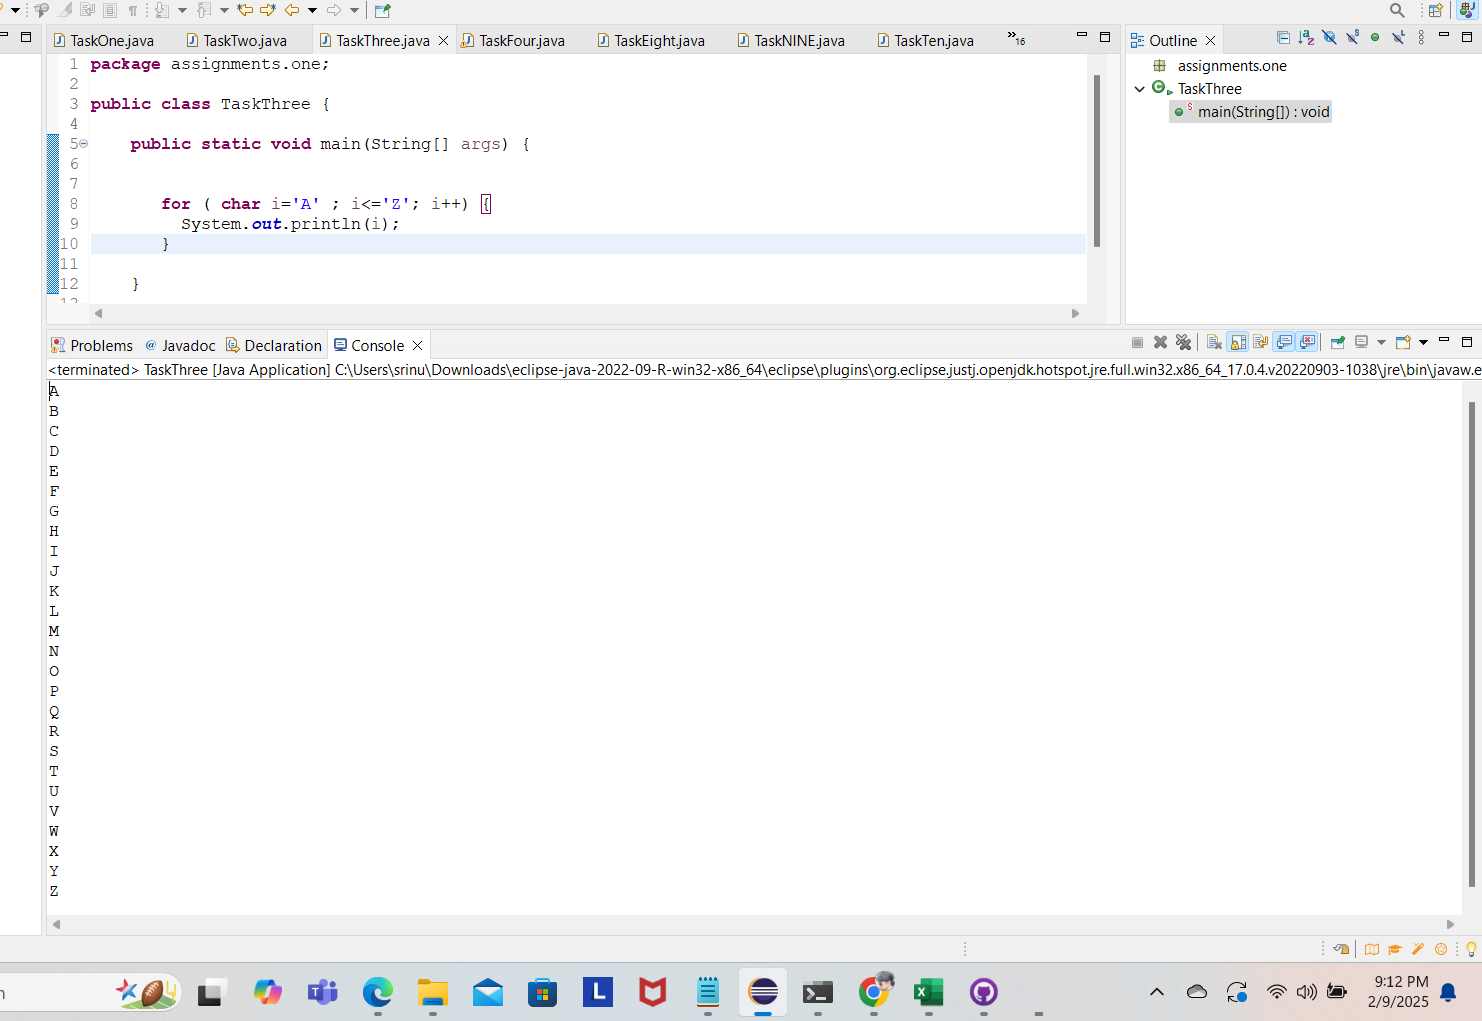 TaskOne.java TaskTwo.java TaskThree.java TaskFour.java TaskEight.java TaskNINE.java TaskTen.java »16
1 package assignments.one;
2
3 public class TaskThree {
4
5 public static void main(String[] args) {
6
7
8 for ( char i='A' ; i<='Z'; i++) {
9 System.out.println(i);
10 }
11
12 }
Outline
assignments.one
TaskThree
main(String[]) : void
Problems @ Javadoc Declaration Console
<terminated> TaskThree [Java Application] C:\Users\srinu\Downloads\eclipse-java-2022-09-R-win32-x86_64\eclipse\plugins\org.eclipse.justj.openjdk.hotspot.jre.full.win32.x86_64_17.0.4.v20220903-1038\jre\bin\javaw.e
A
B
C
D
E
F
G
H
I
J
K
L
M
N
O
P
Q
R
S
T
U
V
W
X
Y
Z
L
9:12 PM
2/9/2025